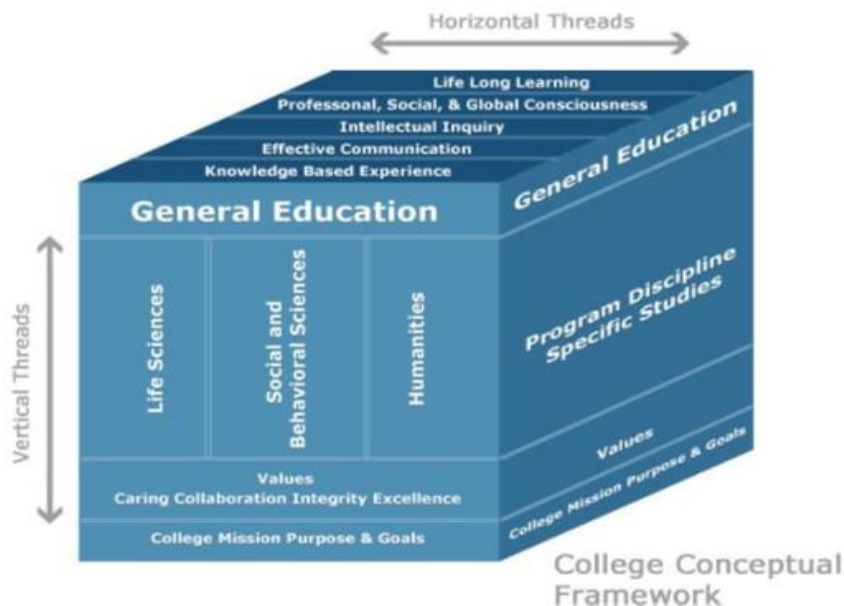 Horizontal Threads
Life Long Learning
Professonal, Social, & Global Consciousness
Intellectual Inquiry
Effective Communication
Knowledge Based Experience
General Education
General Education
Vertical Threads
Life Sciences
Social and
Behavioral Sciences
Humanities
Program Discipline
Specific Studies
Values
Caring Collaboration Integrity Excellence
Values
College Mission Purpose & Goals
College Mission Purpose & Goals
College Conceptual
Framework